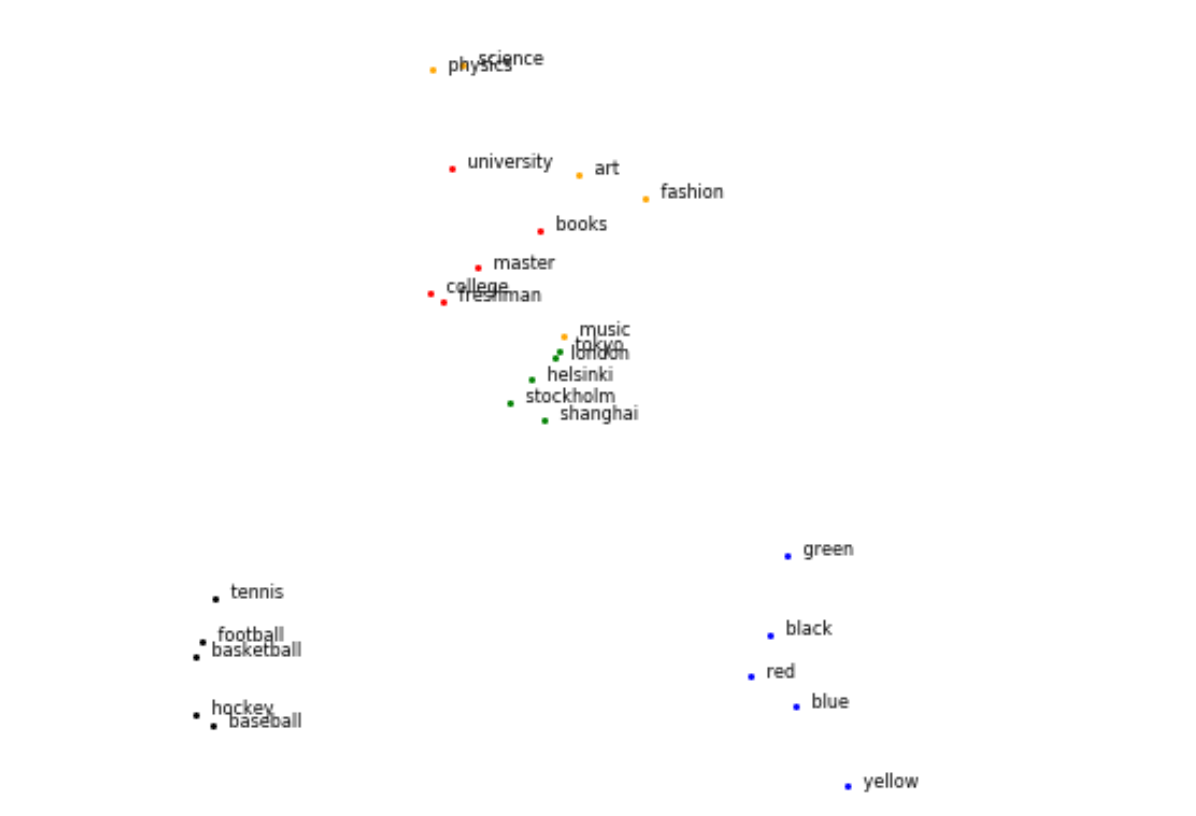 science
physics
university
art
fashion
books
master
college
freshman
music
tokyo
london
helsinki
stockholm
shanghai
green
tennis
black
football
basketball
red
blue
hockey
baseball
yellow